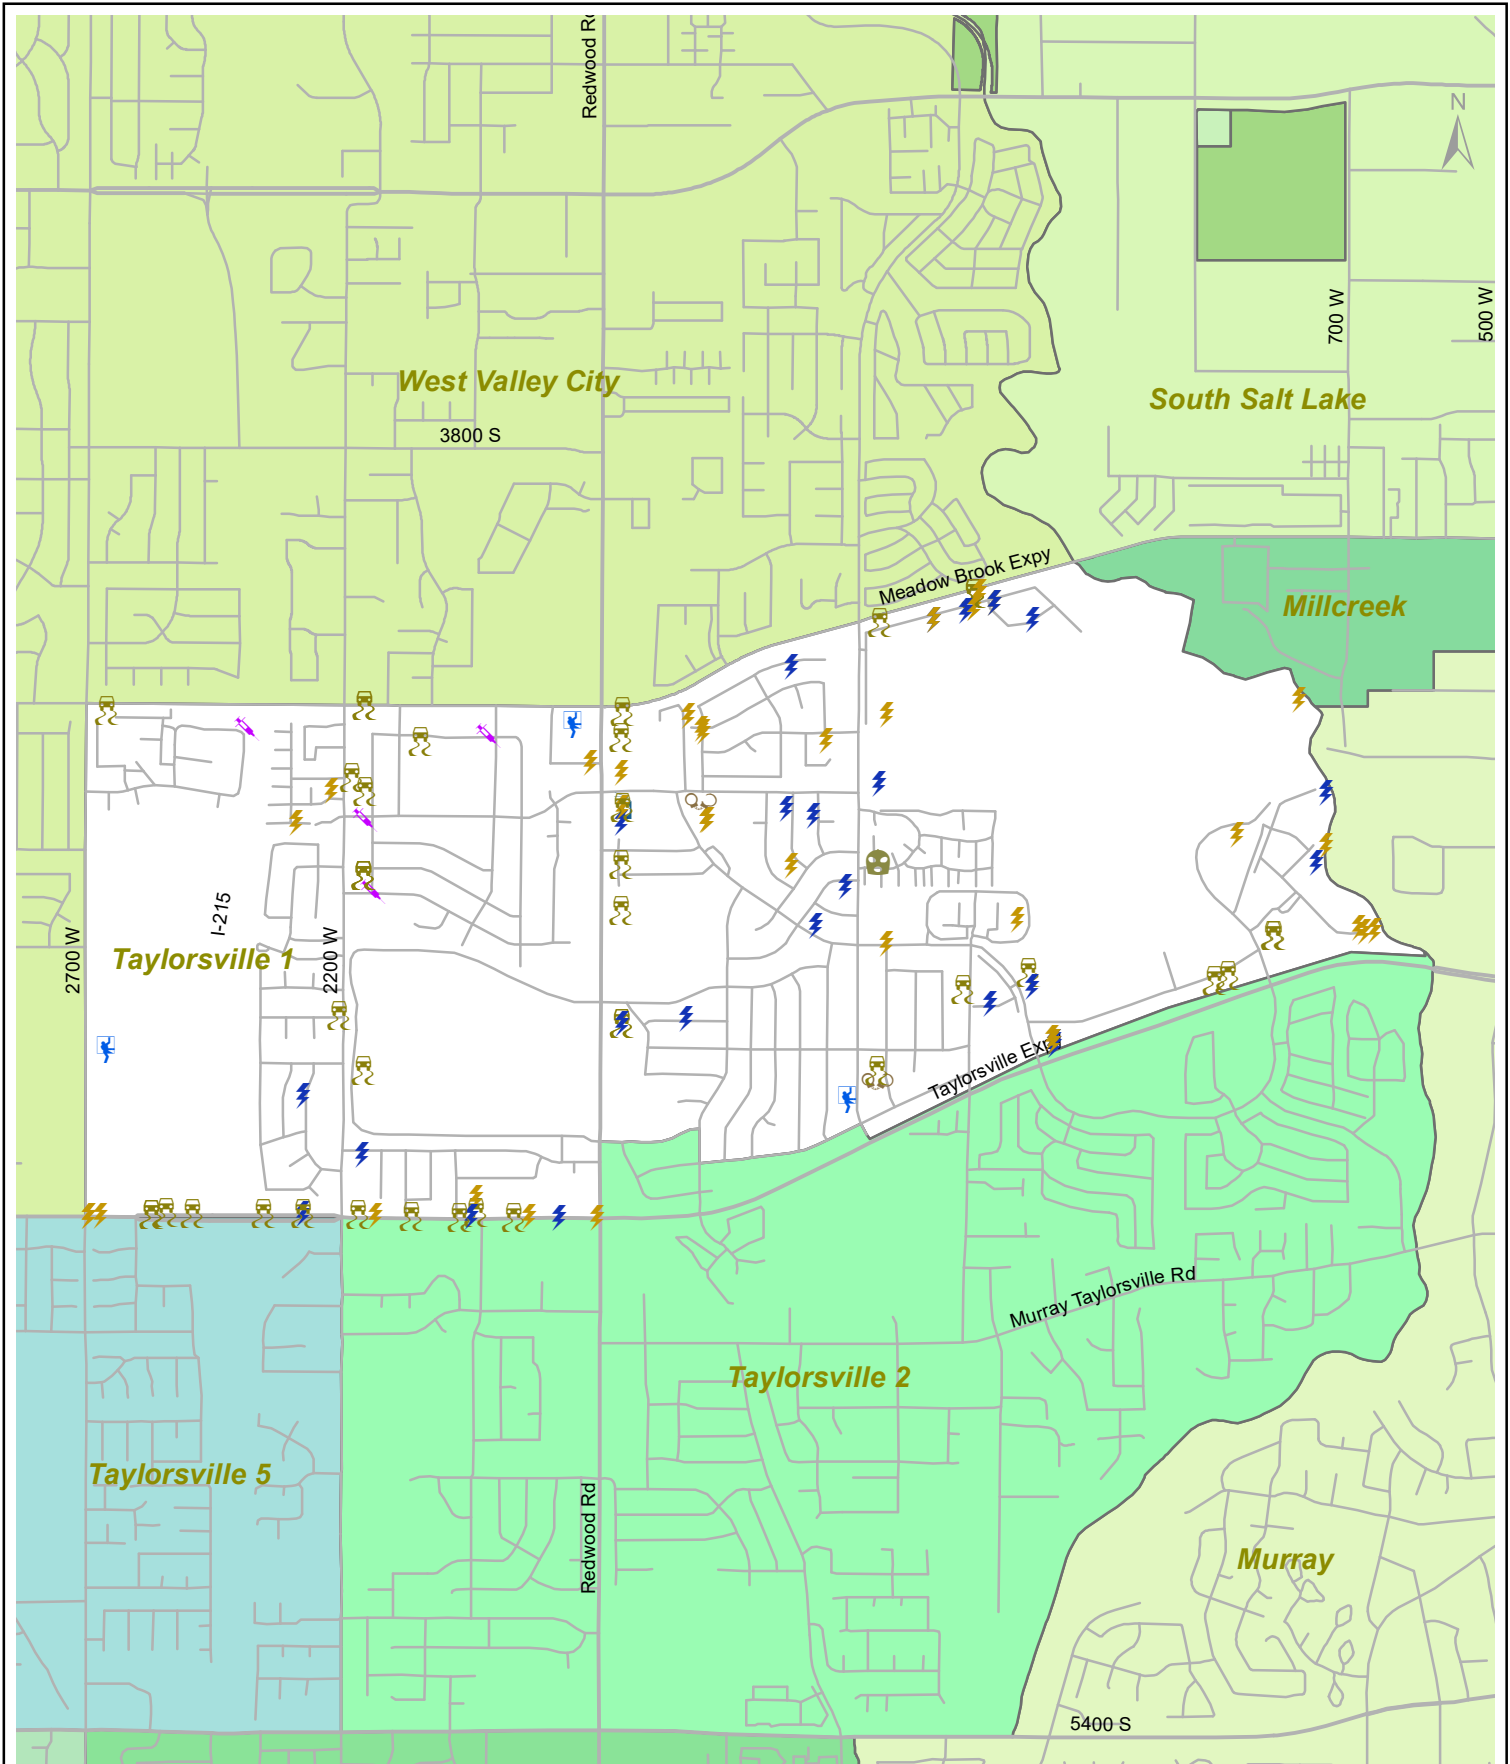 Redwood Rd
N
700 W
500 W
West Valley City
South Salt Lake
3800 S
Meadow Brook Expy
Millcreek
I-215
2700 W
Taylorsville 1
2200 W
Taylorsville Exp
Murray Taylorsville Rd
Taylorsville 2
Taylorsville 5
Redwood Rd
Murray
5400 S